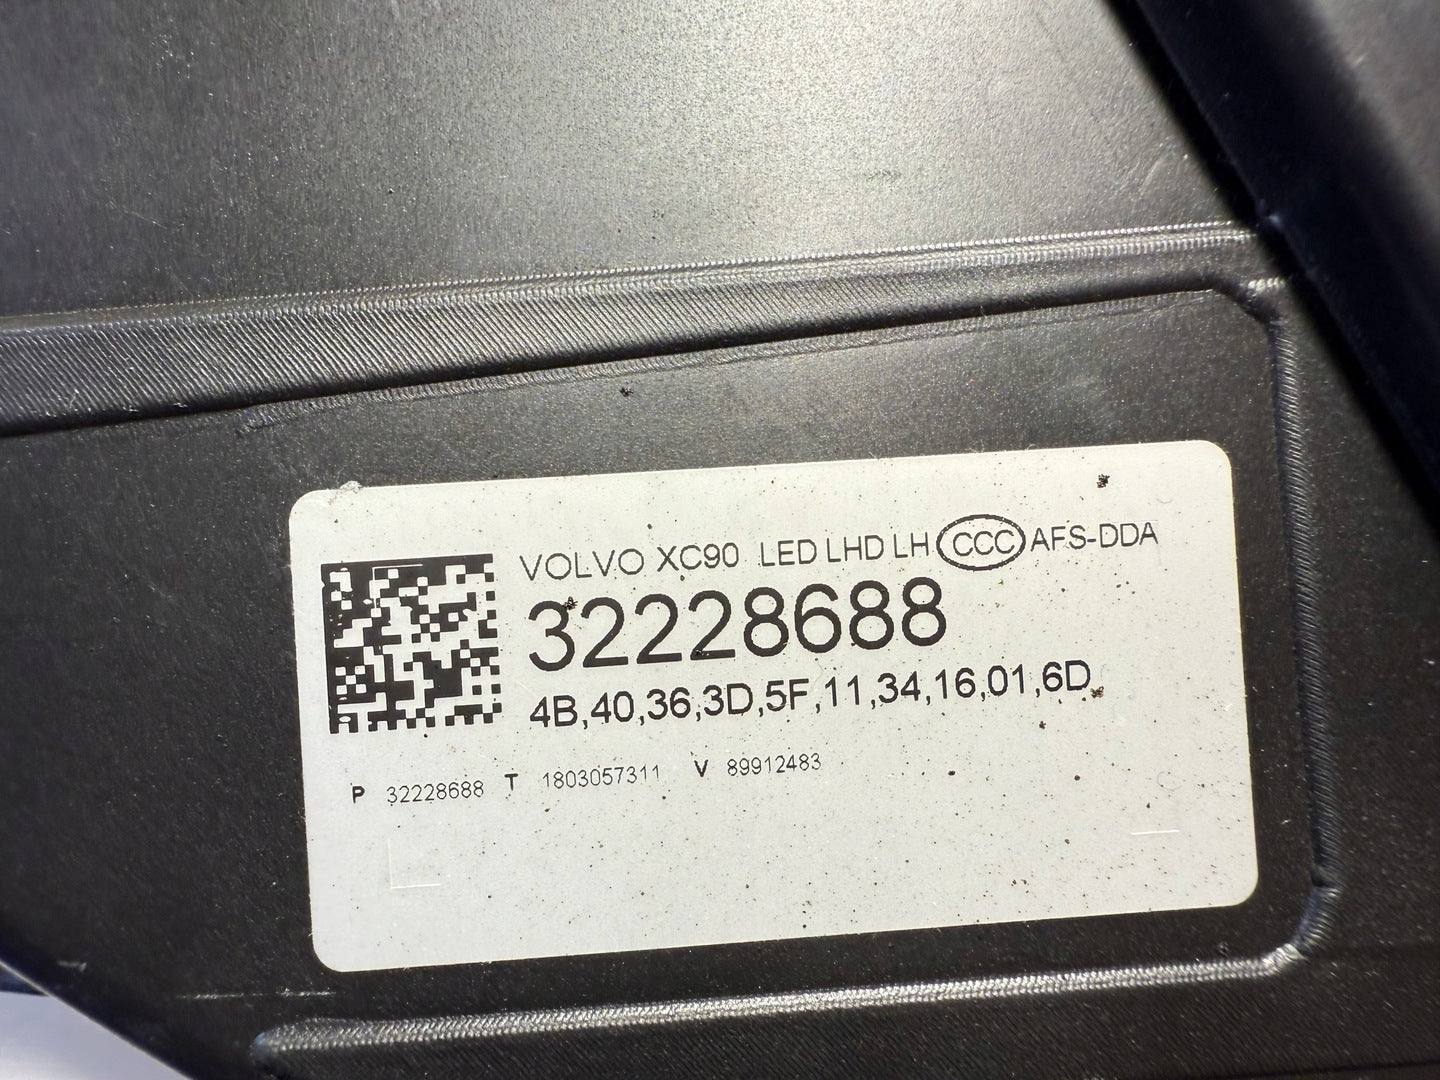 VOLVO XC90 LED LHD LH CCC AFS-DDA
32228688
4B,40,36,3D,5F,11,34,16,01,6D
P 32228688 T 1803057311 V 89912483